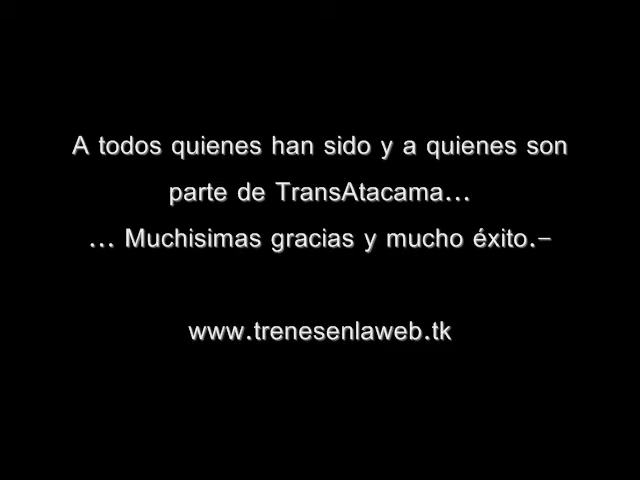 A todos quienes han sido y a quienes son
parte de TransAtacama...
... Muchisimas gracias y mucho éxito.-
www.trenesenlaweb.tk